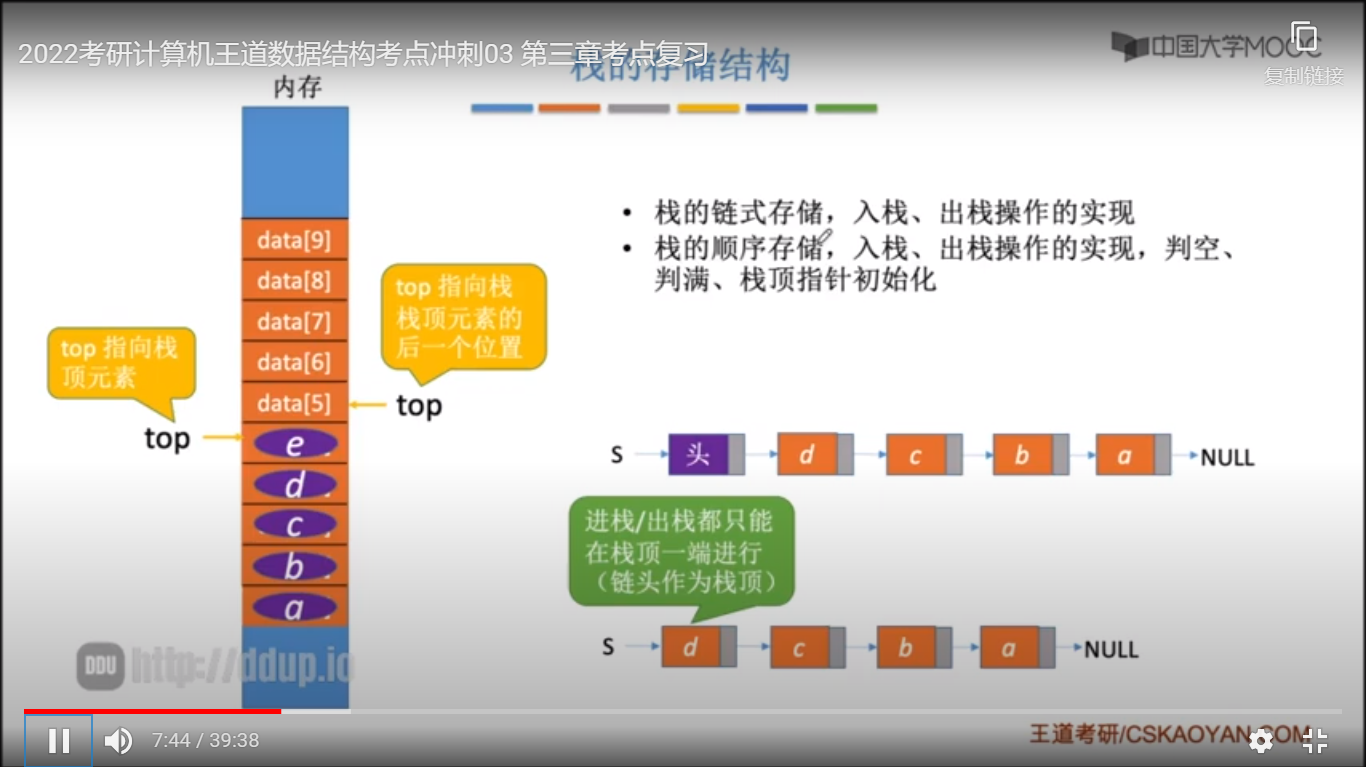 2022考研计算机王道数据结构考点冲刺03 第三章考点复习
栈的存储结构
中国大学MOOC
复制链接
内存
data[9]
data[8]
data[7]
data[6]
data[5]
e
d
c
b
a
top 指向栈
顶元素
top
top 指向栈
栈顶元素的
后一个位置
top
• 栈的链式存储，入栈、出栈操作的实现
• 栈的顺序存储，入栈、出栈操作的实现，判空、
判满、栈顶指针初始化
S 头 d c b a NULL
进栈/出栈都只能
在栈顶一端进行
（链头作为栈顶）
S d c b a NULL
DDU http://ddup.io
7:44 / 39:38
王道考研/CSKAOYAN.COM